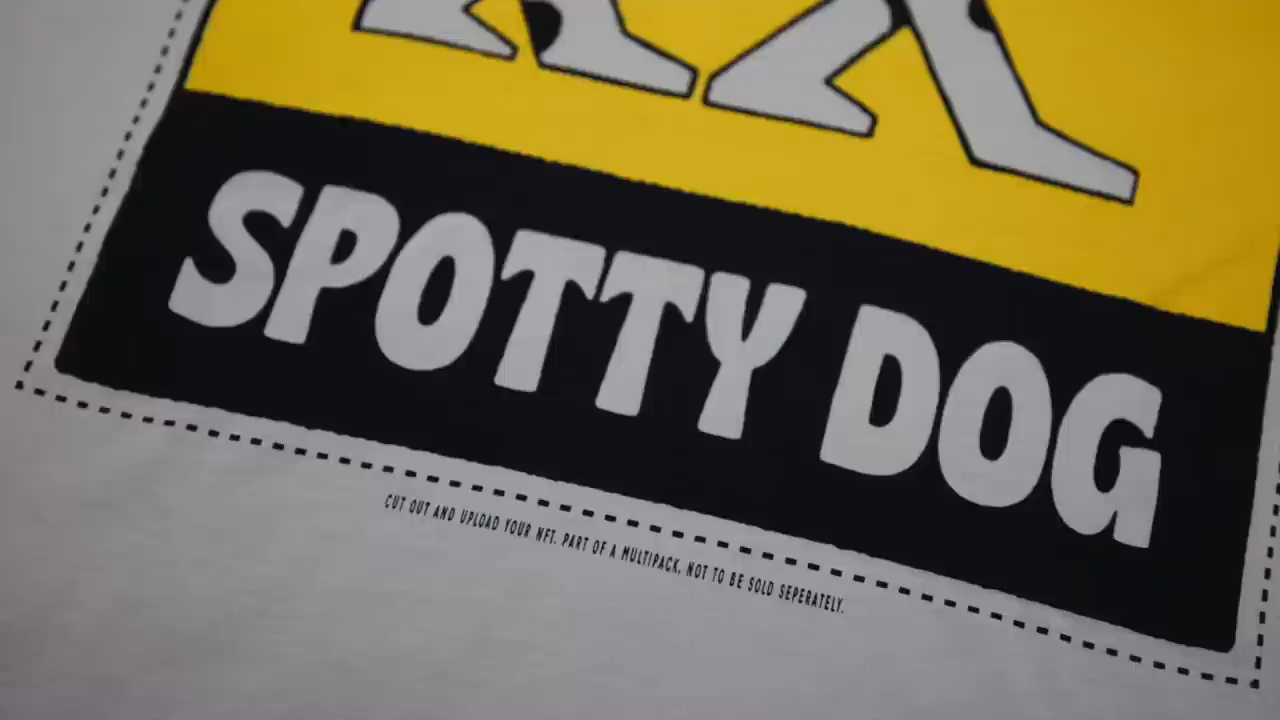 SPOTTY DOG
CUT OUT AND UPLOAD YOUR NFT. PART OF A MULTIPACK, NOT TO BE SOLD SEPERATELY.